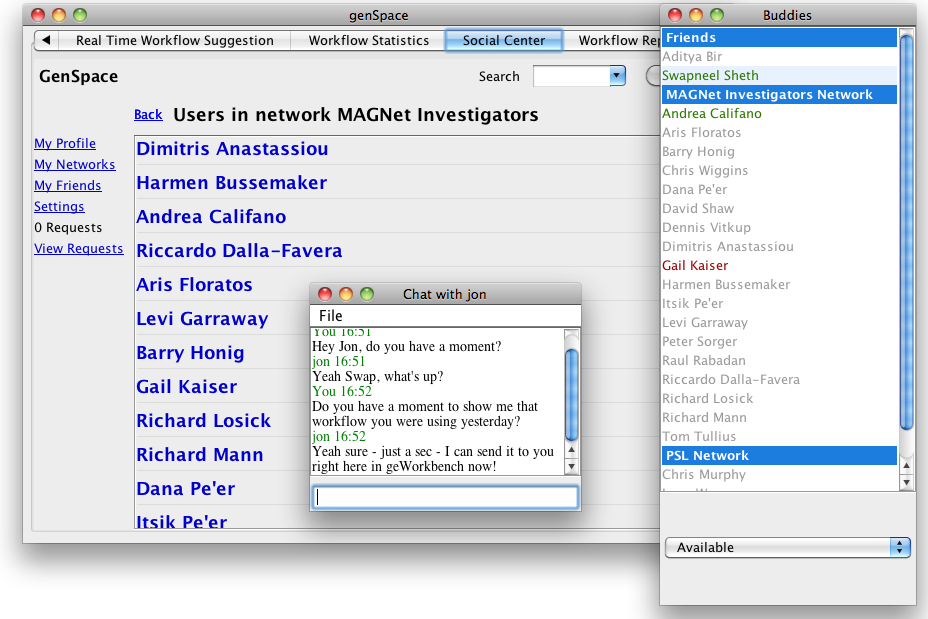 genSpace
Real Time Workflow Suggestion
Workflow Statistics
Social Center
Workflow Re
GenSpace
Search
Back Users in network MAGNet Investigators
My Profile
My Networks
My Friends
Settings
0 Requests
View Requests
Dimitris Anastassiou
Harmen Bussemaker
Andrea Califano
Riccardo Dalla-Favera
Aris Floratos
Levi Garraway
Barry Honig
Gail Kaiser
Richard Losick
Richard Mann
Dana Pe'er
Itsik Pe'er
Chat with jon
File
You 16:51
Hey Jon, do you have a moment?
jon 16:51
Yeah Swap, what's up?
You 16:52
Do you have a moment to show me that
workflow you were using yesterday?
jon 16:52
Yeah sure - just a sec - I can send it to you
right here in geWorkbench now!
Buddies
Friends
Aditya Bir
Swapneel Sheth
MAGNet Investigators Network
Andrea Califano
Aris Floratos
Barry Honig
Chris Wiggins
Dana Pe'er
David Shaw
Dennis Vitkup
Dimitris Anastassiou
Gail Kaiser
Harmen Bussemaker
Itsik Pe'er
Levi Garraway
Peter Sorger
Raul Rabadan
Riccardo Dalla-Favera
Richard Losick
Richard Mann
Tom Tullius
PSL Network
Chris Murphy
Available